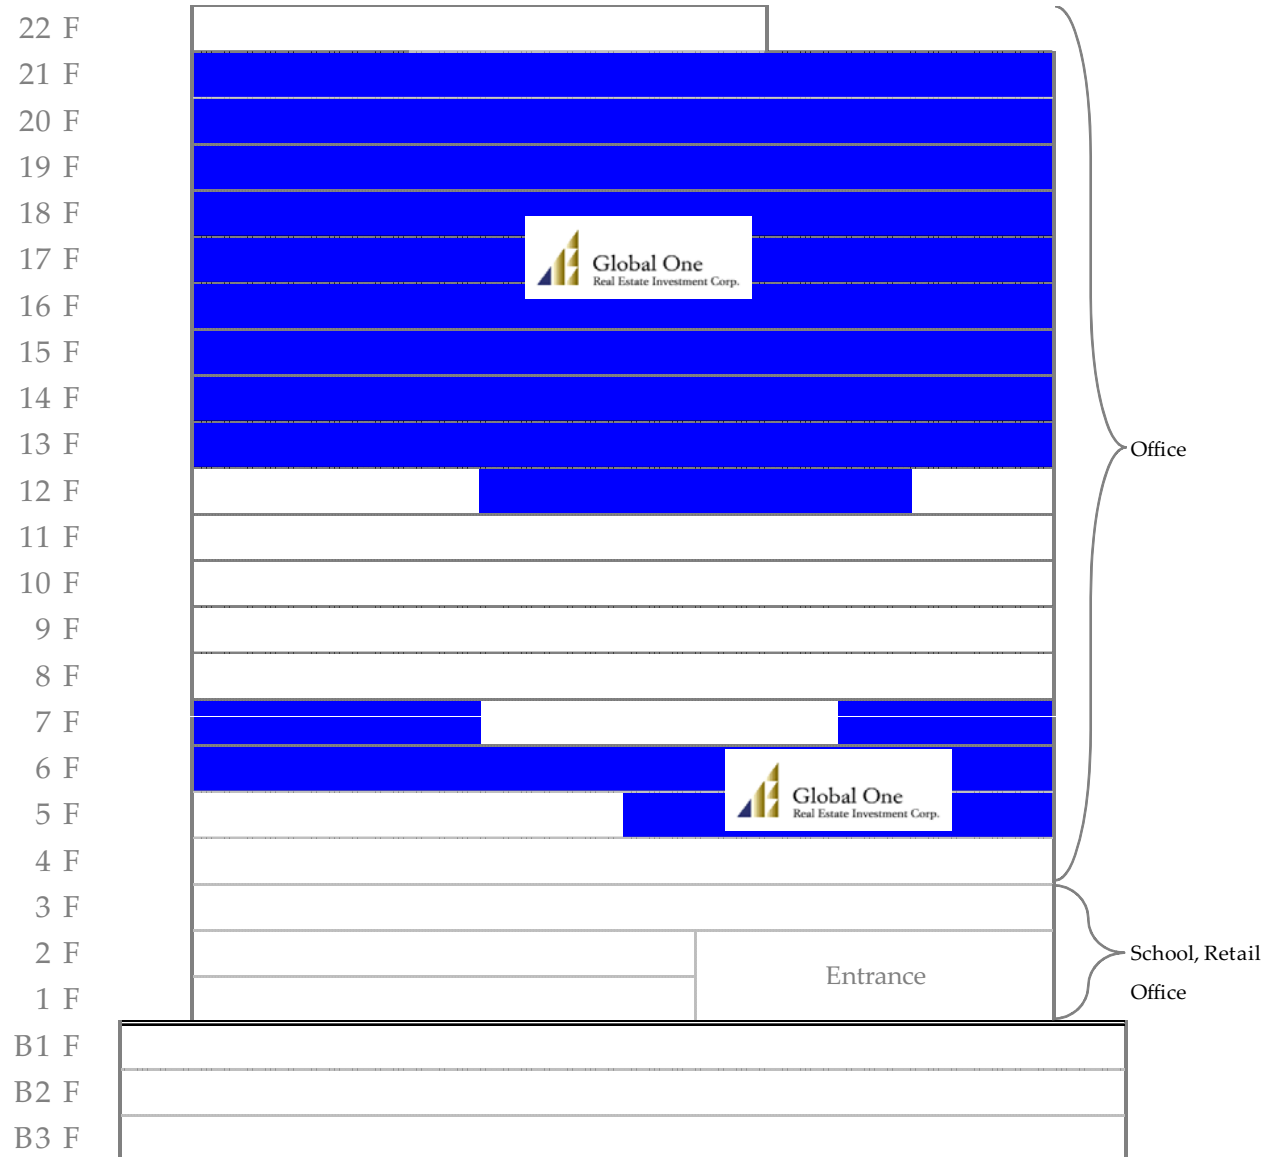 22 F
21 F
20 F
19 F
18 F
17 F
Global One
Real Estate Investment Corp.
16 F
15 F
14 F
13 F
Office
12 F
11 F
10 F
9 F
8 F
7 F
6 F
Global One
Real Estate Investment Corp.
5 F
4 F
3 F
2 F
School, Retail
Entrance
Office
1 F
B1 F
B2 F
B3 F